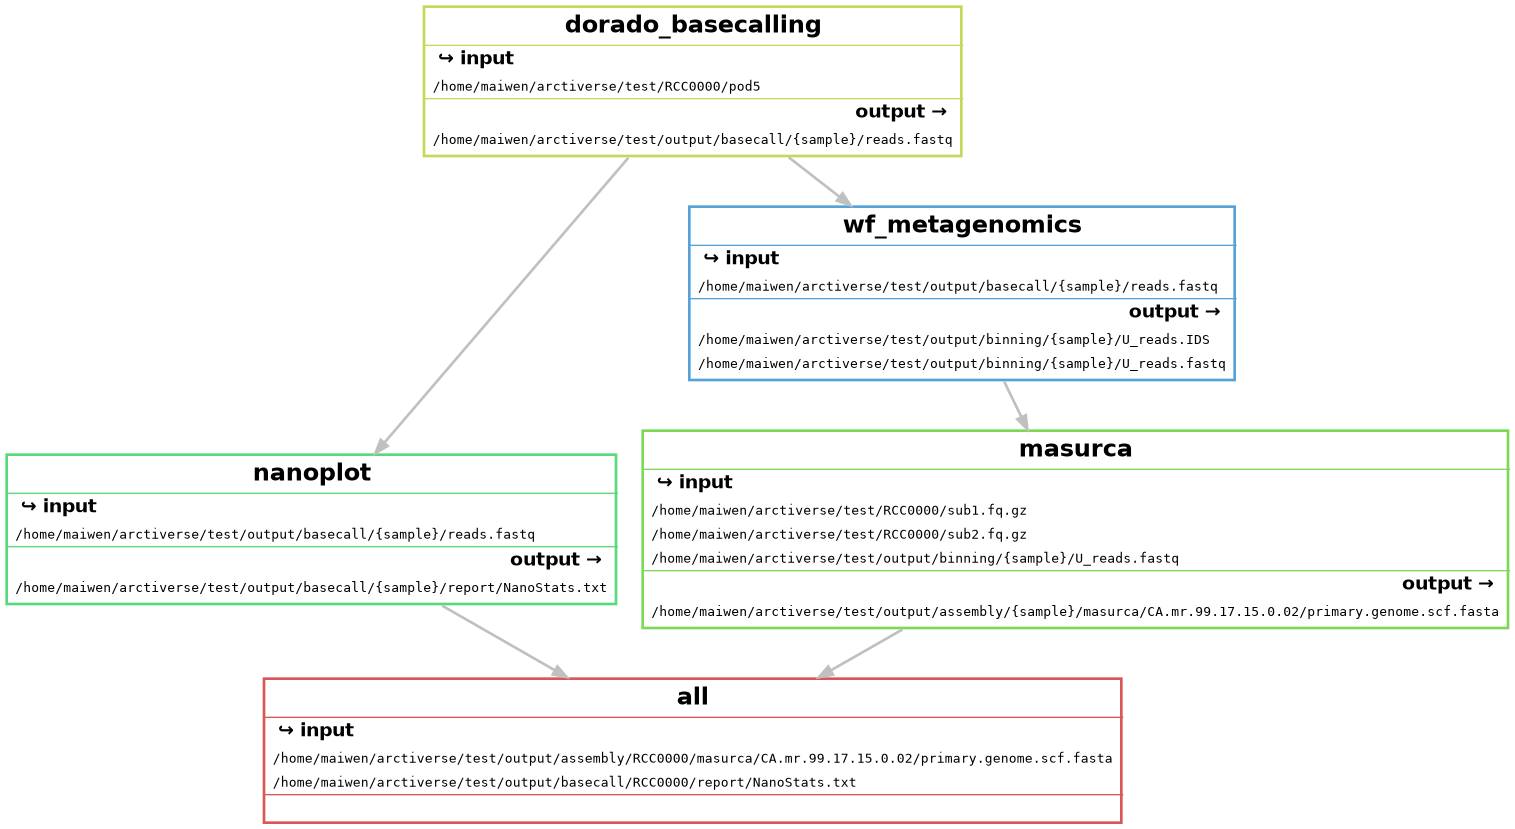 dorado_basecalling
↪ input
/home/maiwen/arctiverse/test/RCC0000/pod5
output →
/home/maiwen/arctiverse/test/output/basecall/{sample}/reads.fastq
wf_metagenomics
↪ input
/home/maiwen/arctiverse/test/output/basecall/{sample}/reads.fastq
output →
/home/maiwen/arctiverse/test/output/binning/{sample}/U_reads.IDS
/home/maiwen/arctiverse/test/output/binning/{sample}/U_reads.fastq
nanoplot
↪ input
/home/maiwen/arctiverse/test/output/basecall/{sample}/reads.fastq
output →
/home/maiwen/arctiverse/test/output/basecall/{sample}/report/NanoStats.txt
masurca
↪ input
/home/maiwen/arctiverse/test/RCC0000/sub1.fq.gz
/home/maiwen/arctiverse/test/RCC0000/sub2.fq.gz
/home/maiwen/arctiverse/test/output/binning/{sample}/U_reads.fastq
output →
/home/maiwen/arctiverse/test/output/assembly/{sample}/masurca/CA.mr.99.17.15.0.02/primary.genome.scf.fasta
all
↪ input
/home/maiwen/arctiverse/test/output/assembly/RCC0000/masurca/CA.mr.99.17.15.0.02/primary.genome.scf.fasta
/home/maiwen/arctiverse/test/output/basecall/RCC0000/report/NanoStats.txt